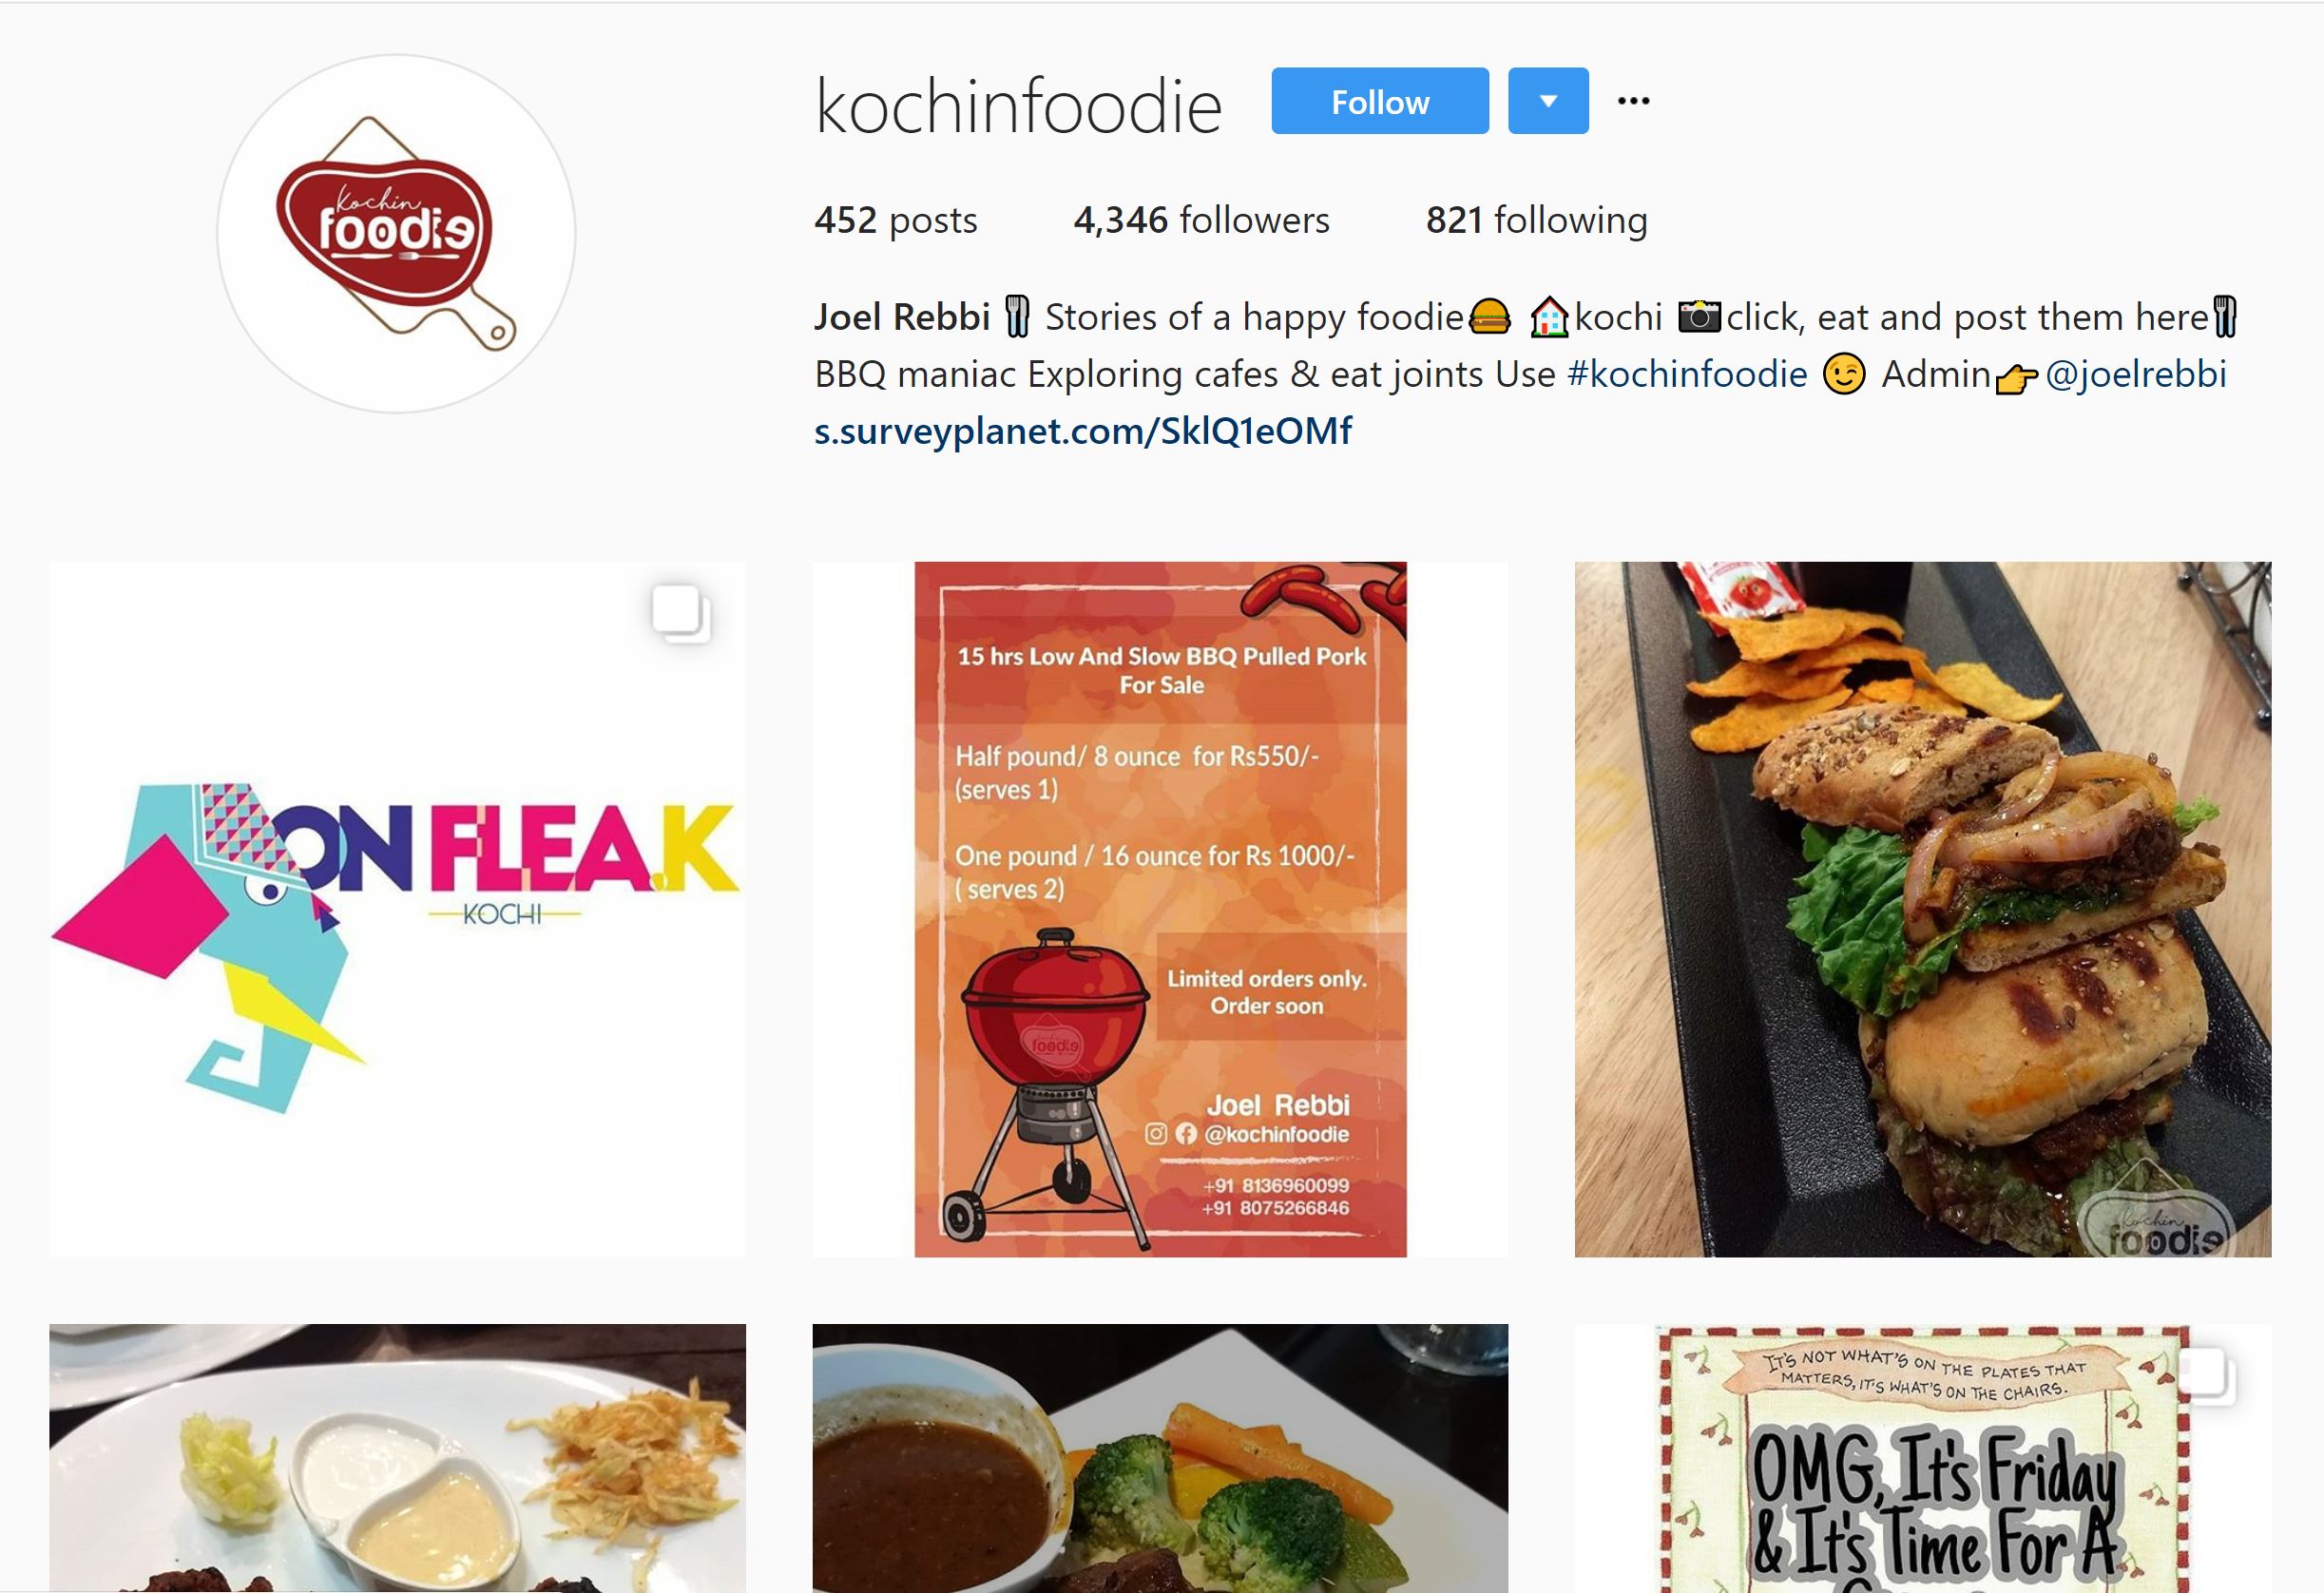 kochin
foodie
kochinfoodie Follow
452 posts 4,346 followers 821 following
Joel Rebbi🍴 Stories of a happy foodie🍔 🏠kochi 📷click, eat and post them here🍴
BBQ maniac Exploring cafes & eat joints Use #kochinfoodie 😉 Admin👉@joelrebbi
s.surveyplanet.com/SklQ1eOMf
ON FLEA.K
KOCHI
15 hrs Low And Slow BBQ Pulled Pork
For Sale
Half pound/ 8 ounce for Rs550/-
(serves 1)
One pound / 16 ounce for Rs 1000/-
( serves 2)
Limited orders only.
Order soon
foodie
Joel Rebbi
@kochinfoodie
+91 8136960099
+91 8075266846
kochin
foodie
IT'S NOT WHAT'S ON THE PLATES THAT
MATTERS, IT'S WHAT'S ON THE CHAIRS.
OMG, It's Friday
& It's Time For A